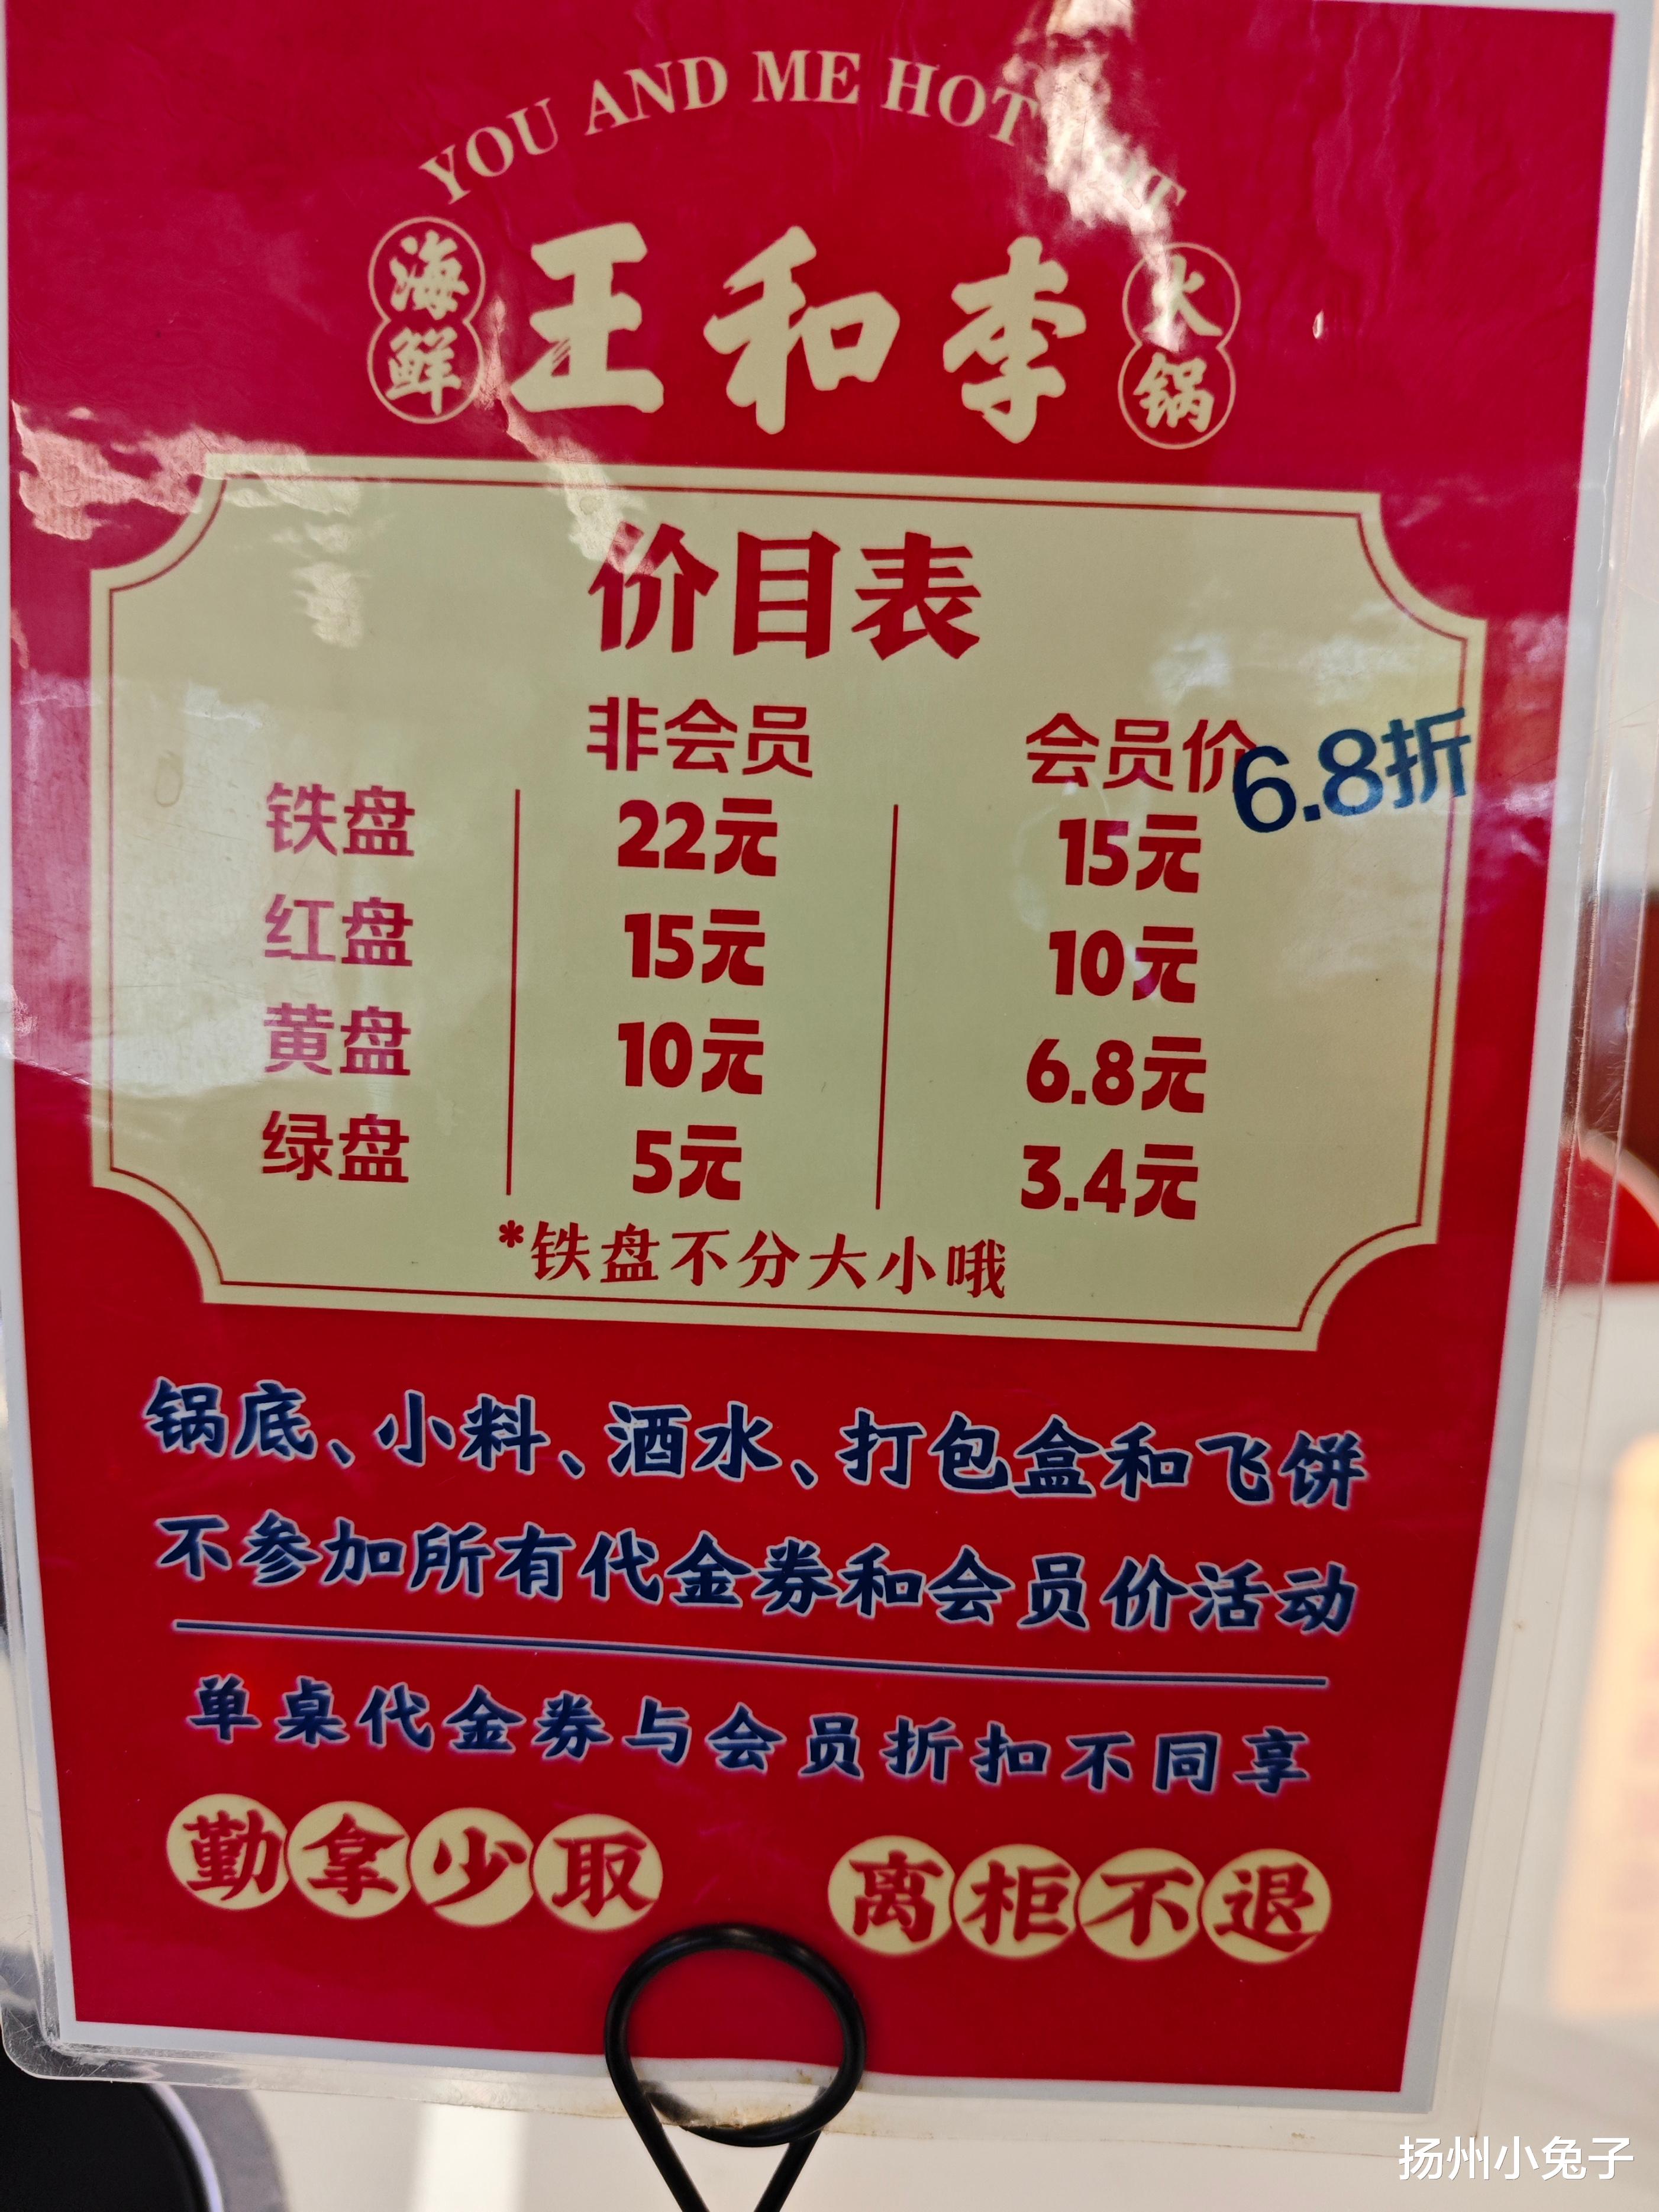 YOU AND ME HOT
海鲜 王和李 火锅
价目表
非会员 会员价 6.8折
铁盘 22元 15元
红盘 15元 10元
黄盘 10元 6.8元
绿盘 5元 3.4元
*铁盘不分大小哦
锅底、小料、酒水、打包盒和飞饼
不参加所有代金券和会员价活动
单桌代金券与会员折扣不同享
勤拿少取 离柜不退
扬州小兔子